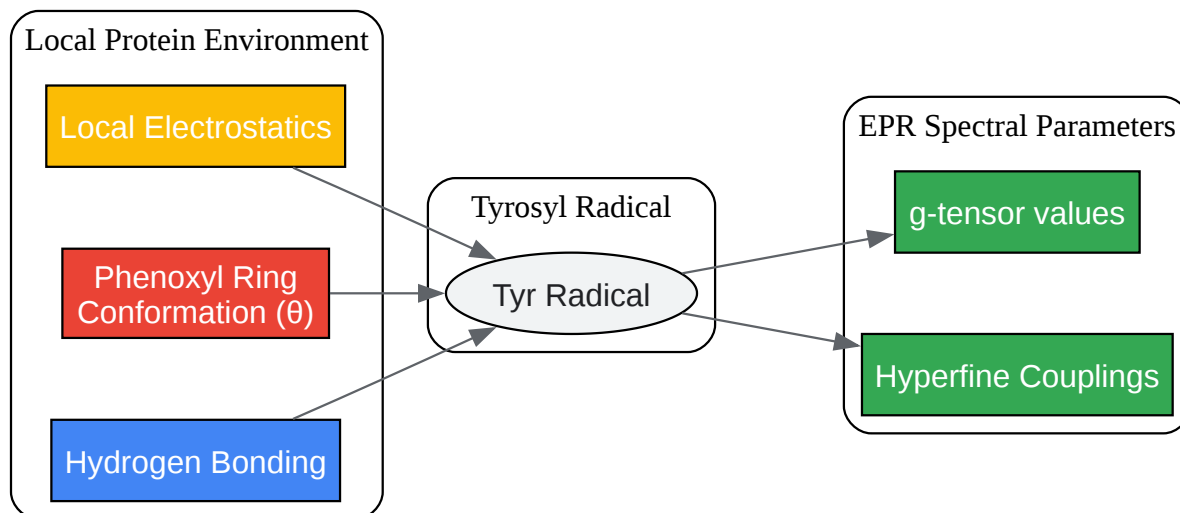 Local Protein Environment
Local Electrostatics
Phenoxyl Ring
Conformation (θ)
Hydrogen Bonding
Tyrosyl Radical
Tyr Radical
EPR Spectral Parameters
g-tensor values
Hyperfine Couplings